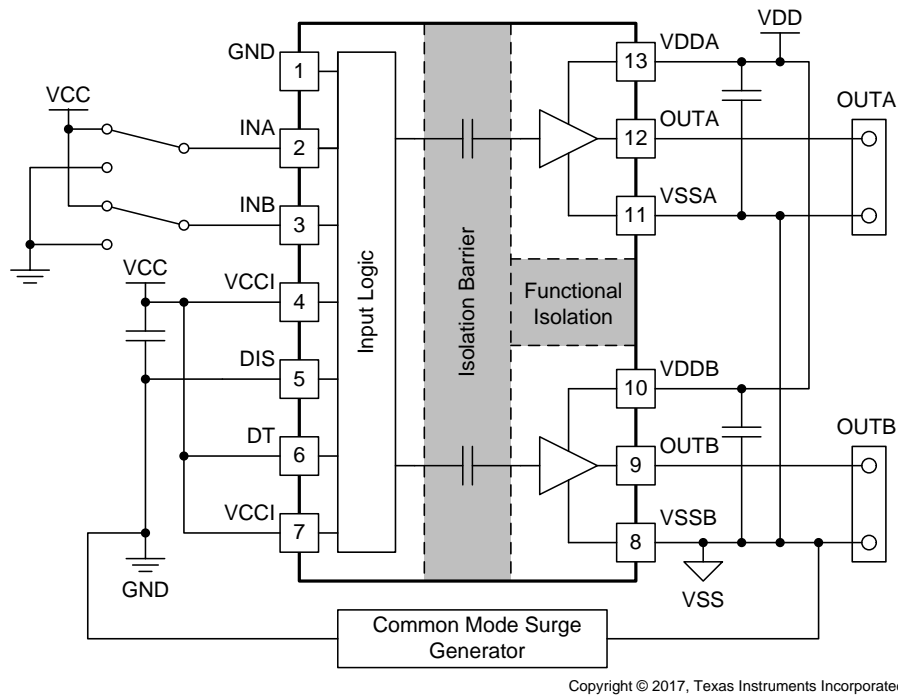 VDD
GND
1
VDDA
13
VCC
INA
2
OUTA
12
OUTA
INB
3
VSSA
11
VCC
VCCI
4
Input Logic
Isolation Barrier
Functional
Isolation
DIS
5
VDDB
10
DT
6
OUTB
9
OUTB
VCCI
7
VSSB
8
GND
VSS
Common Mode Surge
Generator
Copyright © 2017, Texas Instruments Incorporated